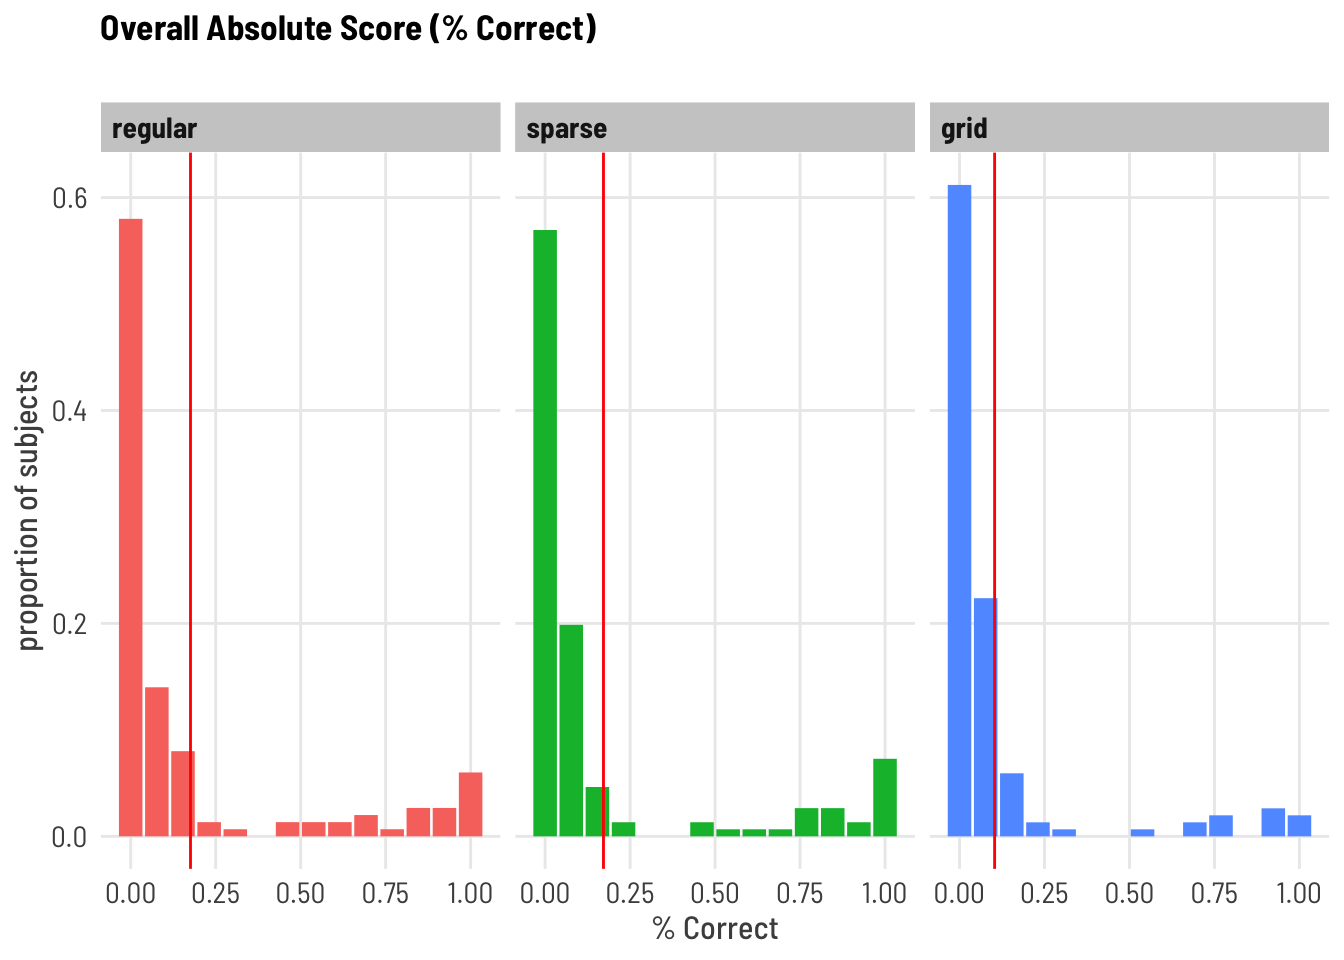 Overall Absolute Score (% Correct)
regular
sparse
grid
proportion of subjects
0.6
0.4
0.2
0.0
0.00 0.25 0.50 0.75 1.00
0.00 0.25 0.50 0.75 1.00
0.00 0.25 0.50 0.75 1.00
% Correct